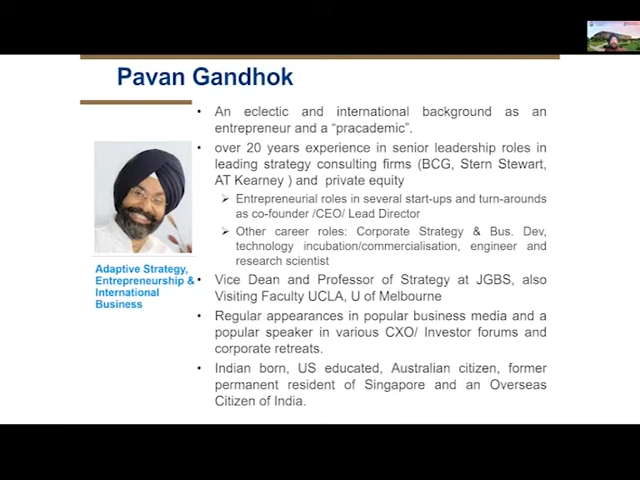 Pavan Gandhok
• An eclectic and international background as an
entrepreneur and a “pracademic”.
• over 20 years experience in senior leadership roles in
leading strategy consulting firms (BCG, Stern Stewart,
AT Kearney ) and private equity
➢ Entrepreneurial roles in several start-ups and turn-arounds
as co-founder /CEO/ Lead Director
➢ Other career roles: Corporate Strategy & Bus. Dev,
technology incubation/commercialisation, engineer and
research scientist
Adaptive Strategy,
Entrepreneurship &
International
Business
• Vice Dean and Professor of Strategy at JGBS, also
Visiting Faculty UCLA, U of Melbourne
• Regular appearances in popular business media and a
popular speaker in various CXO/ Investor forums and
corporate retreats.
• Indian born, US educated, Australian citizen, former
permanent resident of Singapore and an Overseas
Citizen of India.